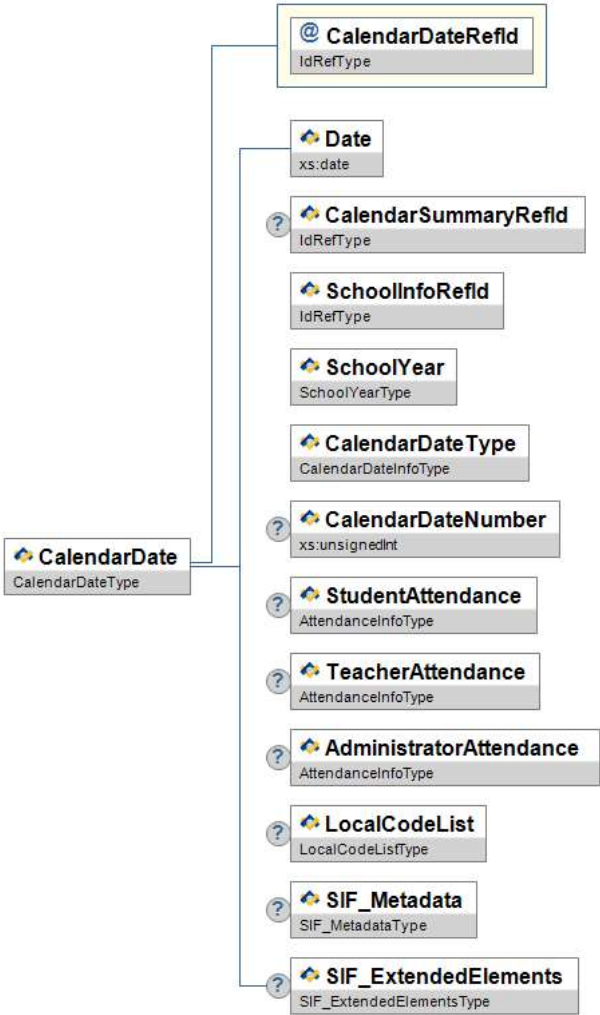 @ CalendarDateRefId
IdRefType
Date
xs:date
? CalendarSummaryRefId
IdRefType
SchoolInfoRefId
IdRefType
SchoolYear
SchoolYearType
CalendarDateType
CalendarDateInfoType
? CalendarDateNumber
xs:unsignedInt
CalendarDate
CalendarDateType
? StudentAttendance
AttendanceInfoType
? TeacherAttendance
AttendanceInfoType
? AdministratorAttendance
AttendanceInfoType
? LocalCodeList
LocalCodeListType
? SIF_Metadata
SIF_MetadataType
? SIF_ExtendedElements
SIF_ExtendedElementsType